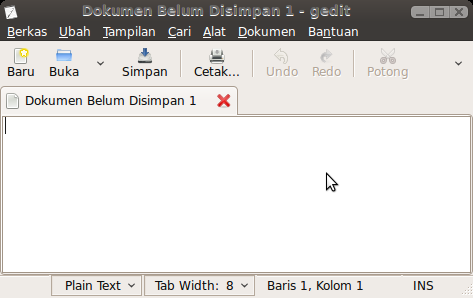 Dokumen Belum Disimpan 1 - gedit
Berkas Ubah Tampilan Cari Alat Dokumen Bantuan
Baru Buka Simpan Cetak... Undo Redo Potong
Dokumen Belum Disimpan 1
Plain Text Tab Width: 8 Baris 1, Kolom 1 INS